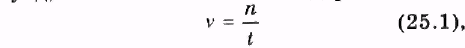 ν = n/t (25.1),